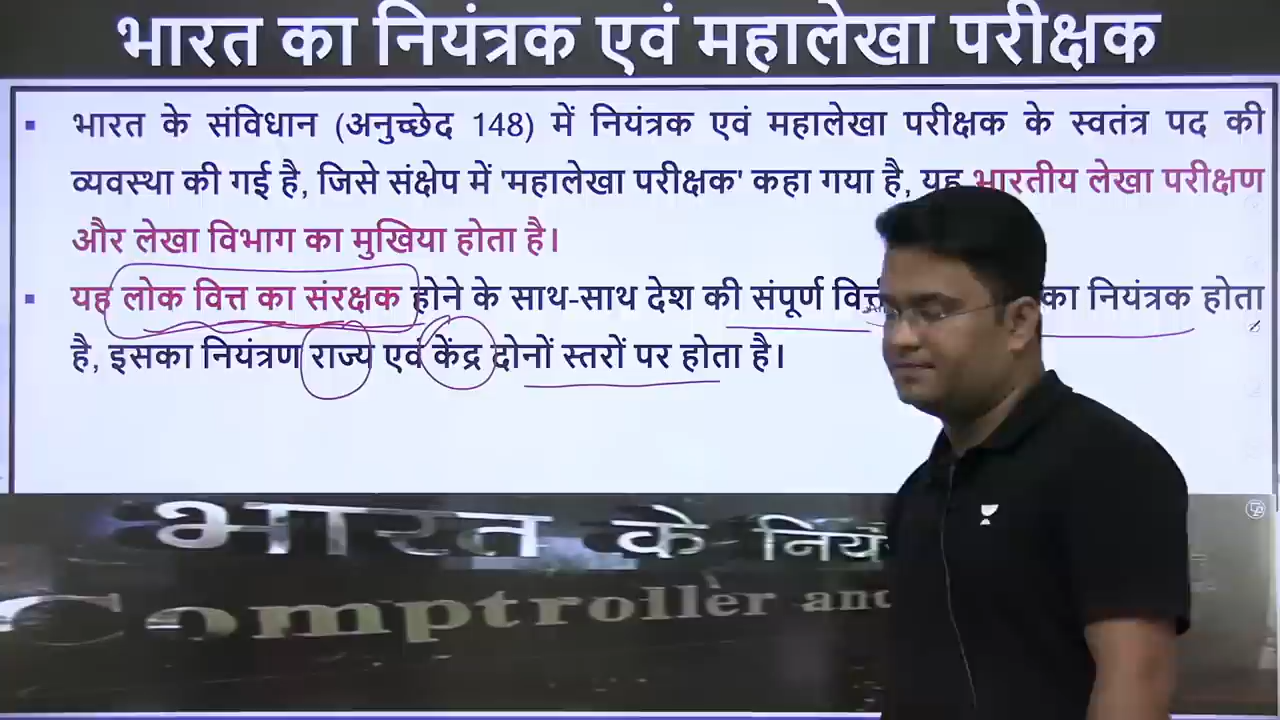 भारत का नियंत्रक एवं महालेखा परीक्षक
▪ भारत के संविधान (अनुच्छेद 148) में नियंत्रक एवं महालेखा परीक्षक के स्वतंत्र पद की
व्यवस्था की गई है, जिसे संक्षेप में 'महालेखा परीक्षक' कहा गया है, यह भारतीय लेखा परीक्षण
और लेखा विभाग का मुखिया होता है।
▪ यह लोक वित्त का संरक्षक होने के साथ-साथ देश की संपूर्ण का नियंत्रक होता
है, इसका नियंत्रण राज्य एवं केंद्र दोनों स्तरों पर होता है।
भारत के
Comptroller and